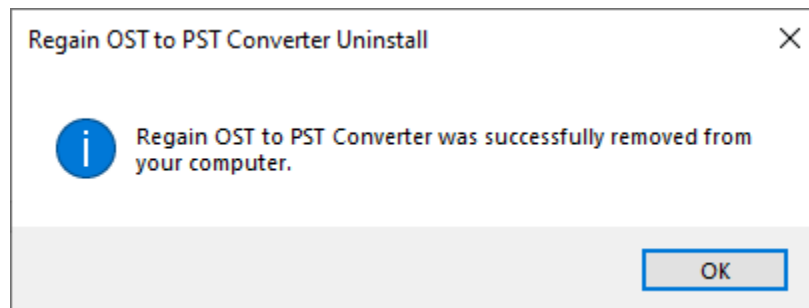 Regain OST to PST Converter Uninstall
Regain OST to PST Converter was successfully removed from
your computer.
OK